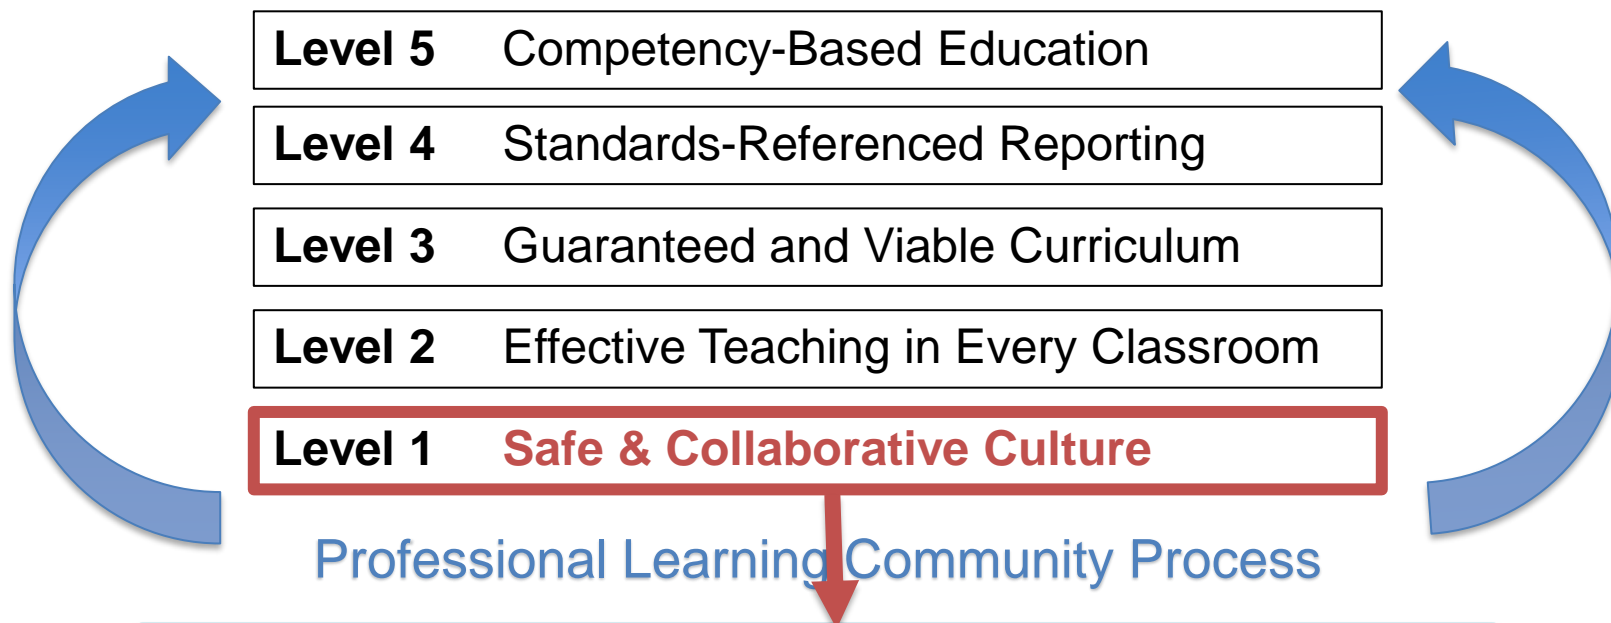 Level 5 Competency-Based Education
Level 4 Standards-Referenced Reporting
Level 3 Guaranteed and Viable Curriculum
Level 2 Effective Teaching in Every Classroom
Level 1 Safe & Collaborative Culture
Professional Learning Community Process